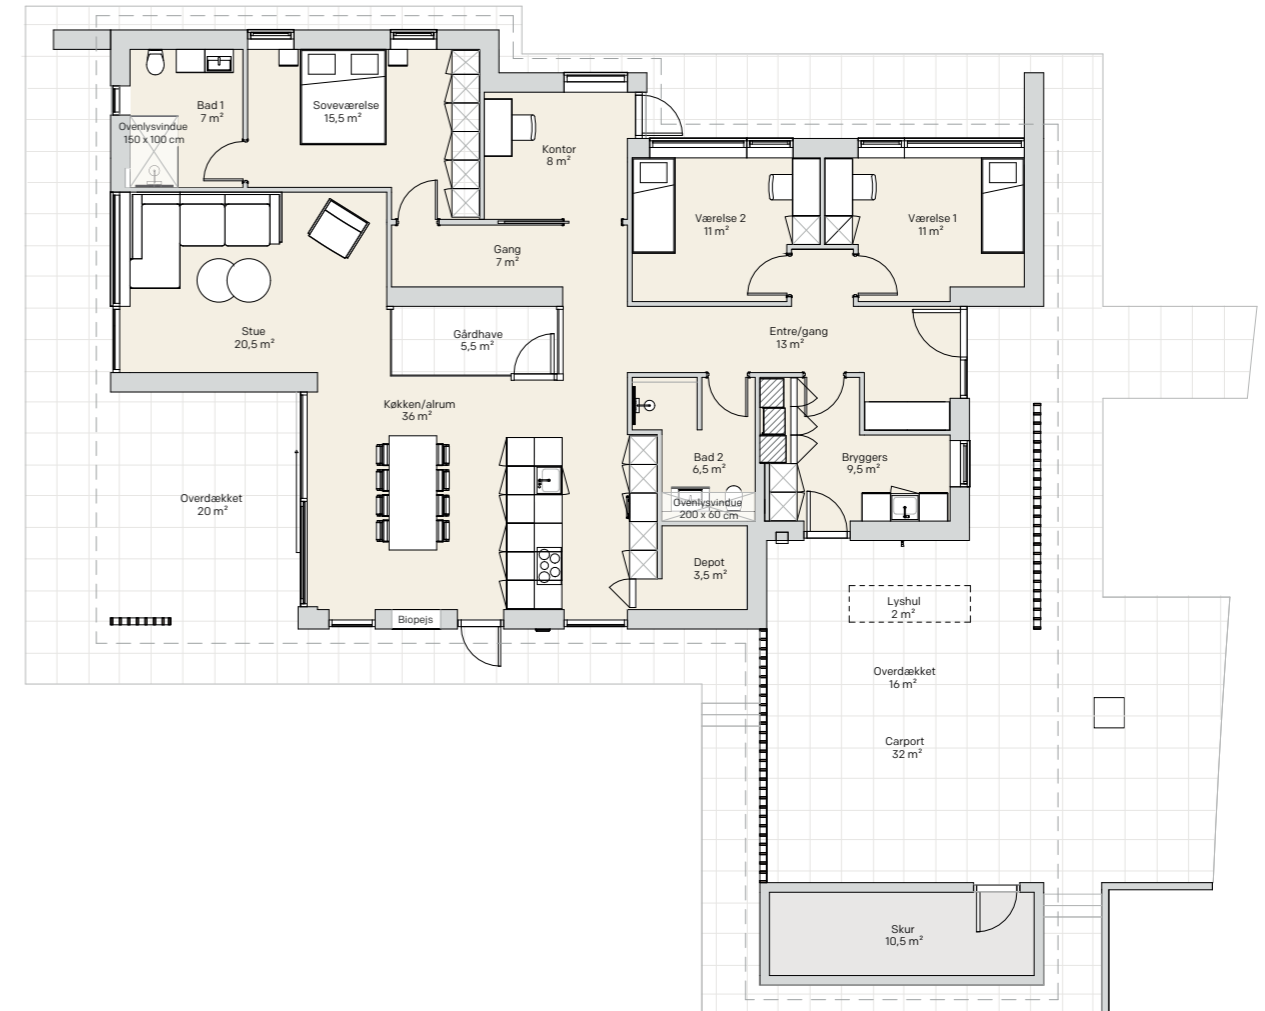 Bad 1
7 m²
Ovenlysvindue
150 x 100 cm
Soveværelse
15,5 m²
Kontor
8 m²
Værelse 2
11 m²
Værelse 1
11 m²
Gang
7 m²
Stue
20,5 m²
Gårdhave
5,5 m²
Entre/gang
13 m²
Køkken/alrum
36 m²
Bad 2
6,5 m²
Bryggers
9,5 m²
Overdækket
20 m²
Ovenlysvindue
200 x 60 cm
Depot
3,5 m²
Lyshul
2 m²
Biopejs
Overdækket
16 m²
Carport
32 m²
Skur
10,5 m²